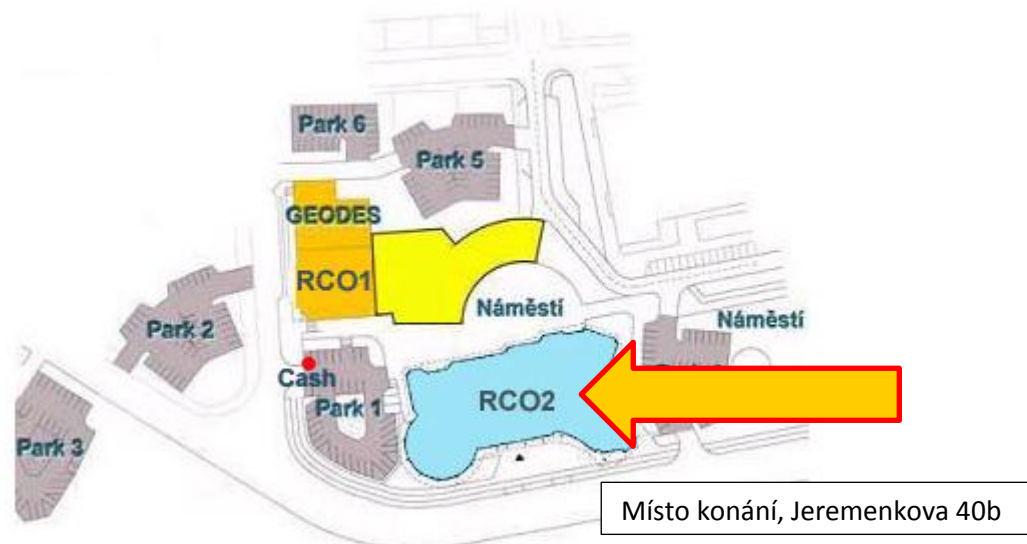 Park 6
Park 5
GEODES
RCO1
Náměstí
Park 2
Náměstí
Cash
Park 1
RCO2
Park 3
Místo konání, Jeremenkova 40b